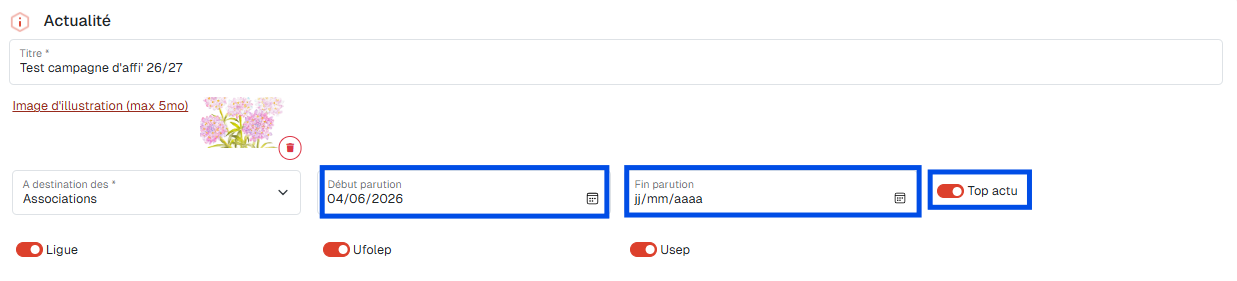 Actualité
Titre *
Test campagne d'affi' 26/27
Image d'illustration (max 5mo)
A destination des *
Associations
Début parution
04/06/2026
Fin parution
jj/mm/aaaa
Top actu
Ligue
Ufolep
Usep